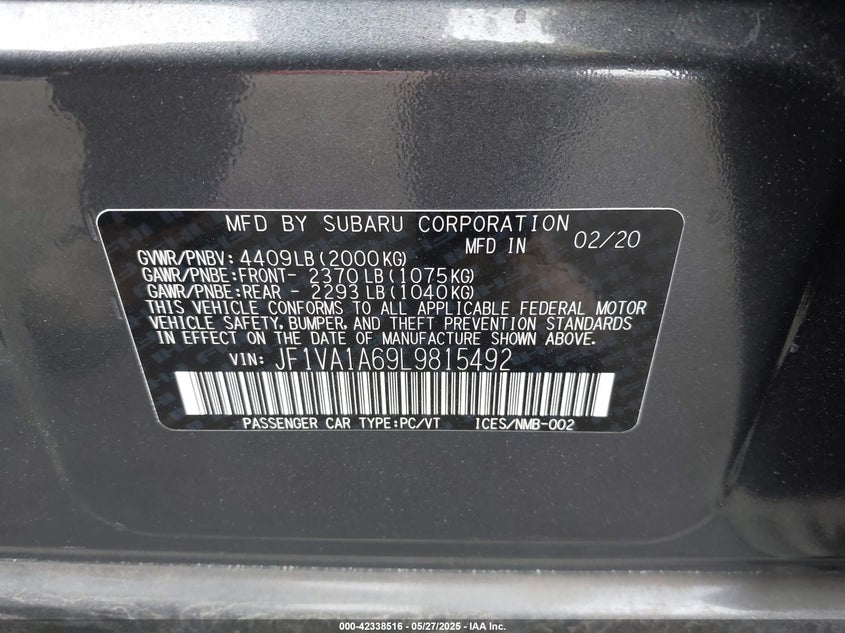 MFD BY SUBARU CORPORATION
MFD IN 02/20
GVWR/PNBV: 4409LB(2000KG)
GAWR/PNBE:FRONT- 2370LB(1075KG)
GAWR/PNBE:REAR - 2293LB(1040KG)
THIS VEHICLE CONFORMS TO ALL APPLICABLE FEDERAL MOTOR
VEHICLE SAFETY, BUMPER, AND THEFT PREVENTION STANDARDS
IN EFFECT ON THE DATE OF MANUFACTURE SHOWN ABOVE.
VIN: JF1VA1A69L9815492
PASSENGER CAR TYPE:PC/VT ICES/NMB-002
000-42338516 - 05/27/2025 - IAA Inc.